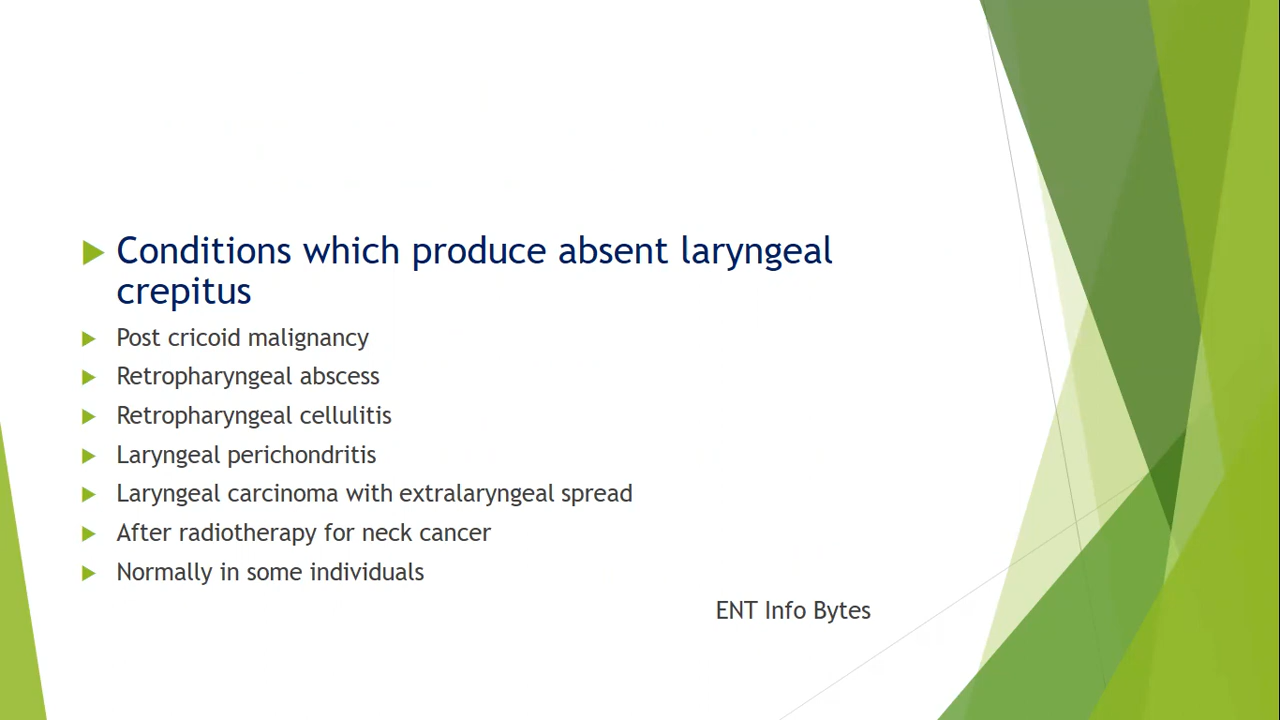 Conditions which produce absent laryngeal
crepitus
Post cricoid malignancy
Retropharyngeal abscess
Retropharyngeal cellulitis
Laryngeal perichondritis
Laryngeal carcinoma with extralaryngeal spread
After radiotherapy for neck cancer
Normally in some individuals
ENT Info Bytes